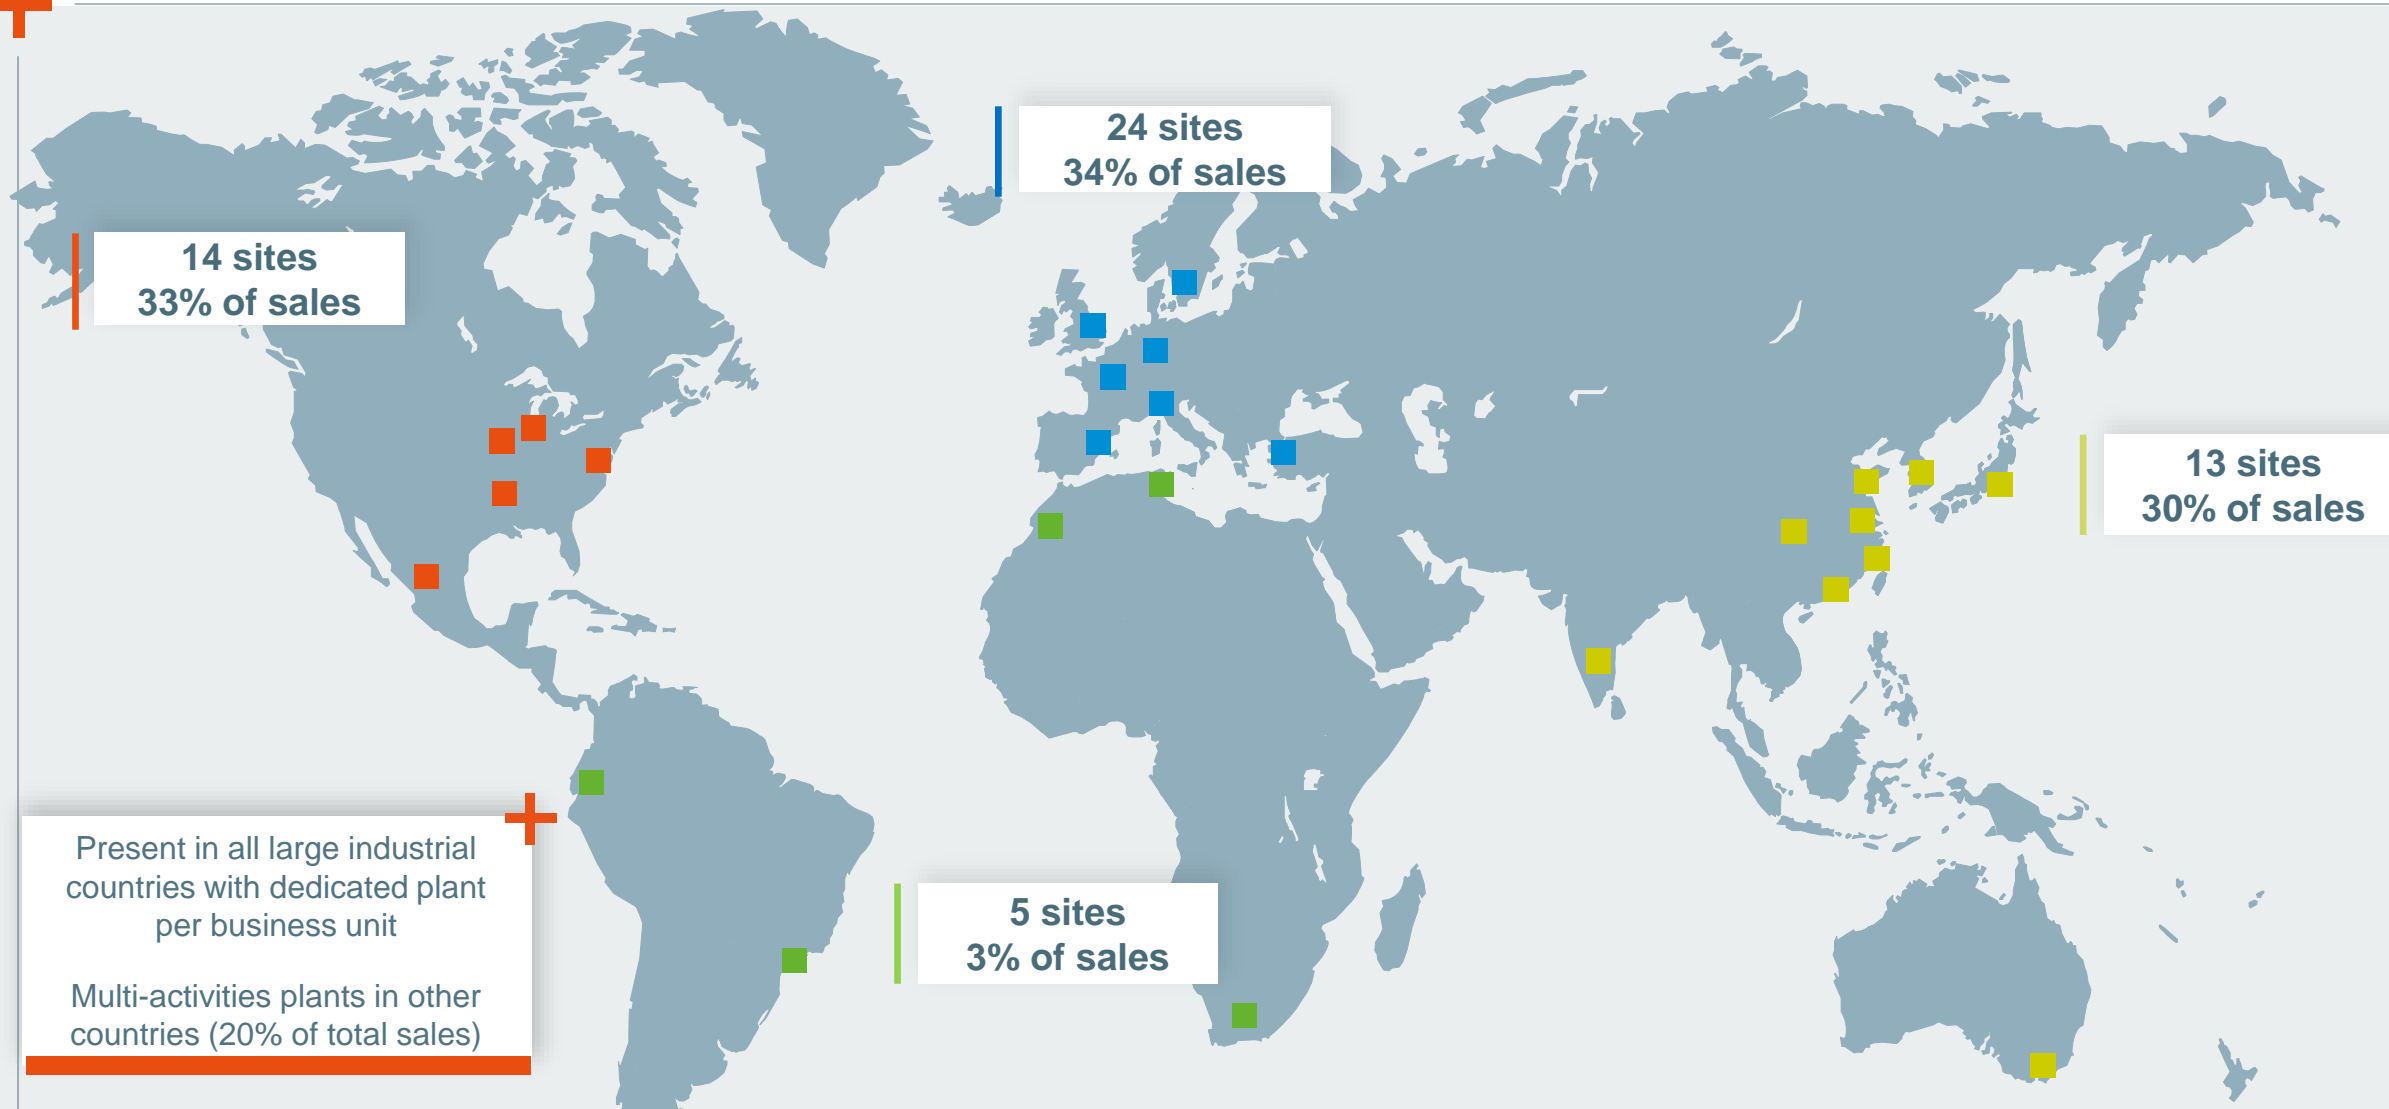 24 sites
34% of sales
14 sites
33% of sales
13 sites
30% of sales
5 sites
3% of sales
Present in all large industrial
countries with dedicated plant
per business unit
Multi-activities plants in other
countries (20% of total sales)